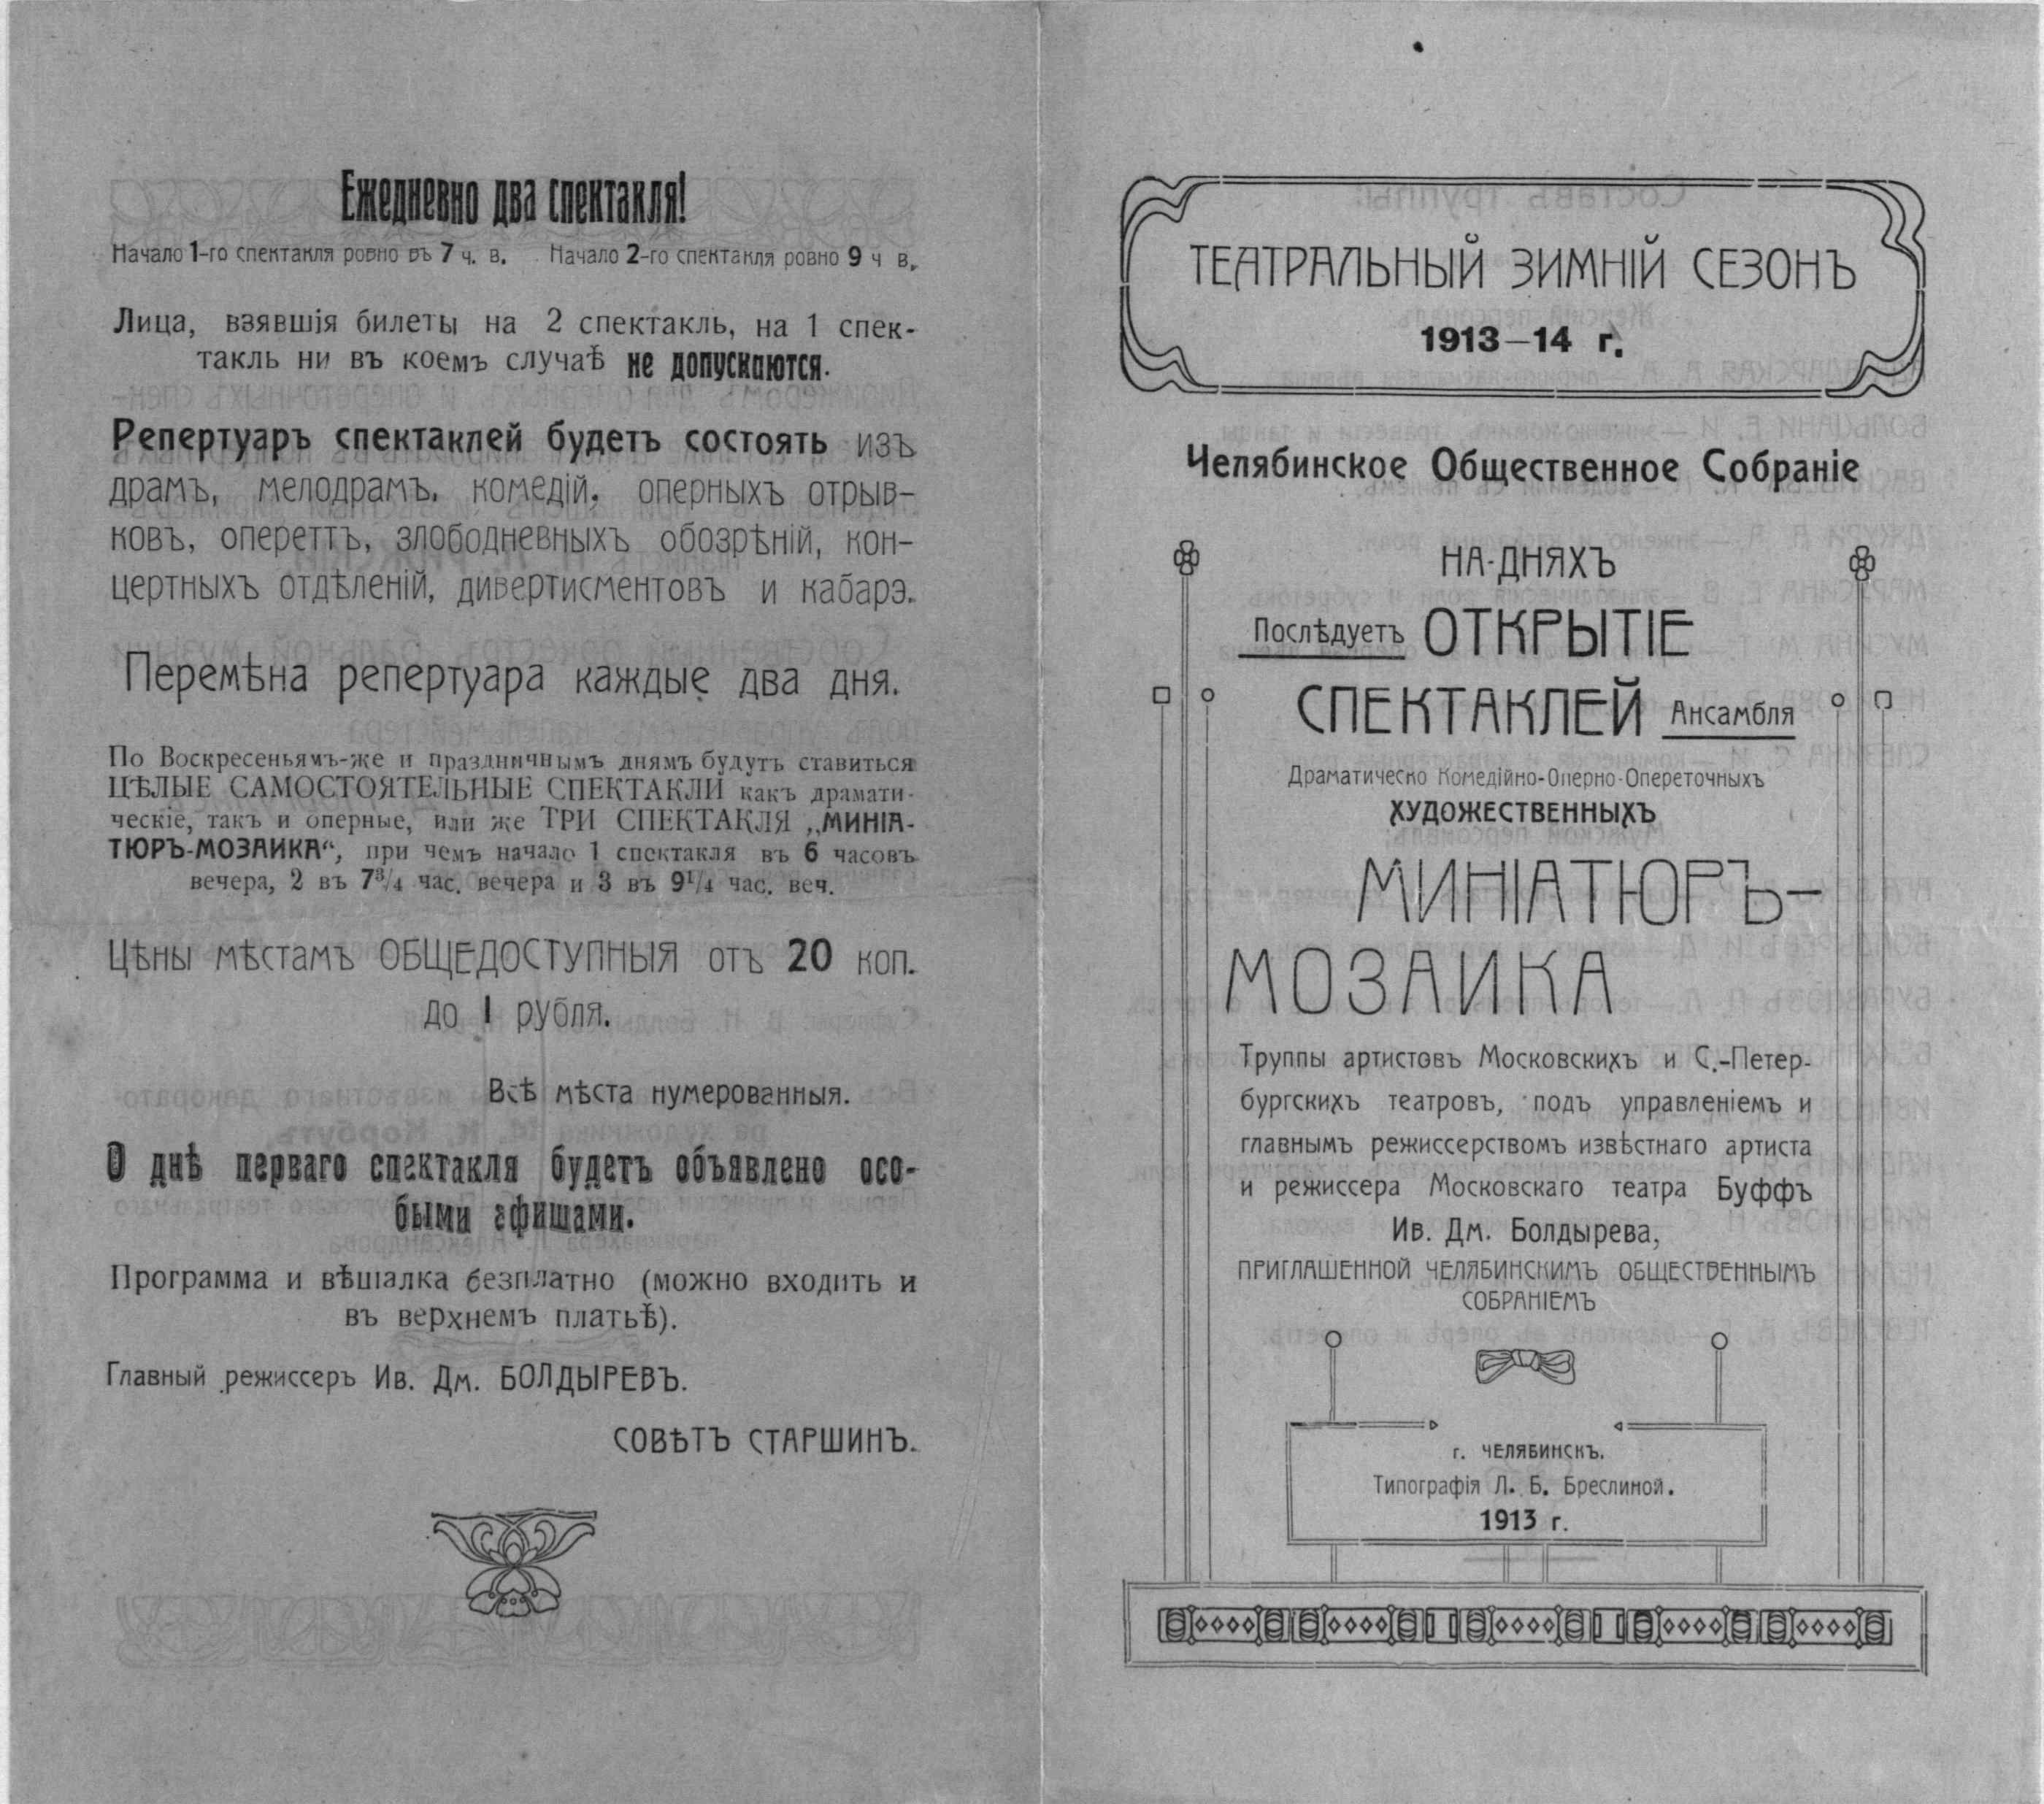 Ежедневно два спектакля!
Начало 1-го спектакля ровно въ 7 ч. в. Начало 2-го спектакля ровно 9 ч в.
Лица, взявшія билеты на 2 спектакль, на 1 спек-
такль ни въ коемъ случаѣ не допускаются.
Репертуаръ спектаклей будетъ состоять изъ
драмъ, мелодрамъ, комедій, оперныхъ отрыв-
ковъ, опереттъ, злободневныхъ обозрѣній, кон-
цертныхъ отдѣленій, дивертисментовъ и кабарэ.
Перемѣна репертуара каждые два дня.
По Воскресеньямъ-же и праздничнымъ днямъ будутъ ставиться
ЦѢЛЫЕ САМОСТОЯТЕЛЬНЫЕ СПЕКТАКЛИ какъ драмати-
ческіе, такъ и оперные, или же ТРИ СПЕКТАКЛЯ „МИНІА-
ТЮРЪ-МОЗАИКА“, при чемъ начало 1 спектакля въ 6 часовъ
вечера, 2 въ 7³/₄ час. вечера и 3 въ 9¹/₄ час. веч.
Цѣны мѣстамъ ОБЩЕДОСТУПНЫЯ отъ 20 коп.
до 1 рубля.
Всѣ мѣста нумерованныя.
О днѣ перваго спектакля будетъ объявлено осо-
быми афишами.
Программа и вѣшалка безплатно (можно входить и
въ верхнемъ платьѣ).
Главный режиссеръ Ив. Дм. БОЛДЫРЕВЪ.
СОВѢТЪ СТАРШИНЪ.
ТЕАТРАЛЬНЫЙ ЗИМНІЙ СЕЗОНЪ
1913—14 г.
Челябинское Общественное Собраніе
НА-ДНЯХЪ
Послѣдуетъ ОТКРЫТІЕ
СПЕКТАКЛЕЙ Ансамбля
Драматическо Комедійно-Оперно-Опереточныхъ
ХУДОЖЕСТВЕННЫХЪ
МИНІАТЮРЪ-
МОЗАИКА
Труппы артистовъ Московскихъ и С.-Петер-
бургскихъ театровъ, подъ управленіемъ и
главнымъ режиссерствомъ извѣстнаго артиста
и режиссера Московскаго театра Буффъ
Ив. Дм. Болдырева,
ПРИГЛАШЕННОЙ ЧЕЛЯБИНСКИМЪ ОБЩЕСТВЕННЫМЪ
СОБРАНІЕМЪ
г. ЧЕЛЯБИНСКЪ.
Типографія Л. Б. Бреслиной.
1913 г.